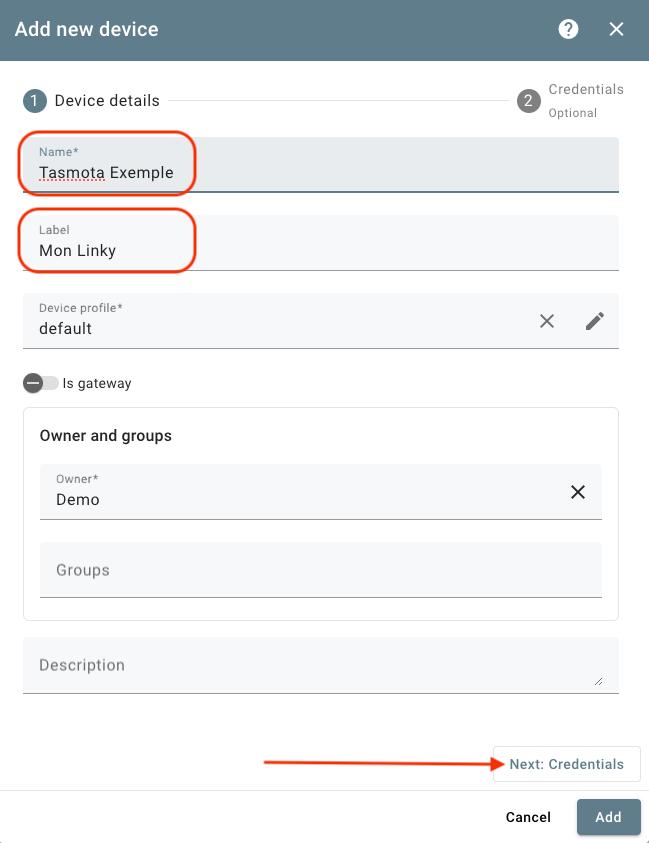 Add new device
1 Device details
2 Credentials
Optional
Name*
Tasmota Exemple
Label
Mon Linky
Device profile*
default
Is gateway
Owner and groups
Owner*
Demo
Groups
Description
Next: Credentials
Cancel Add